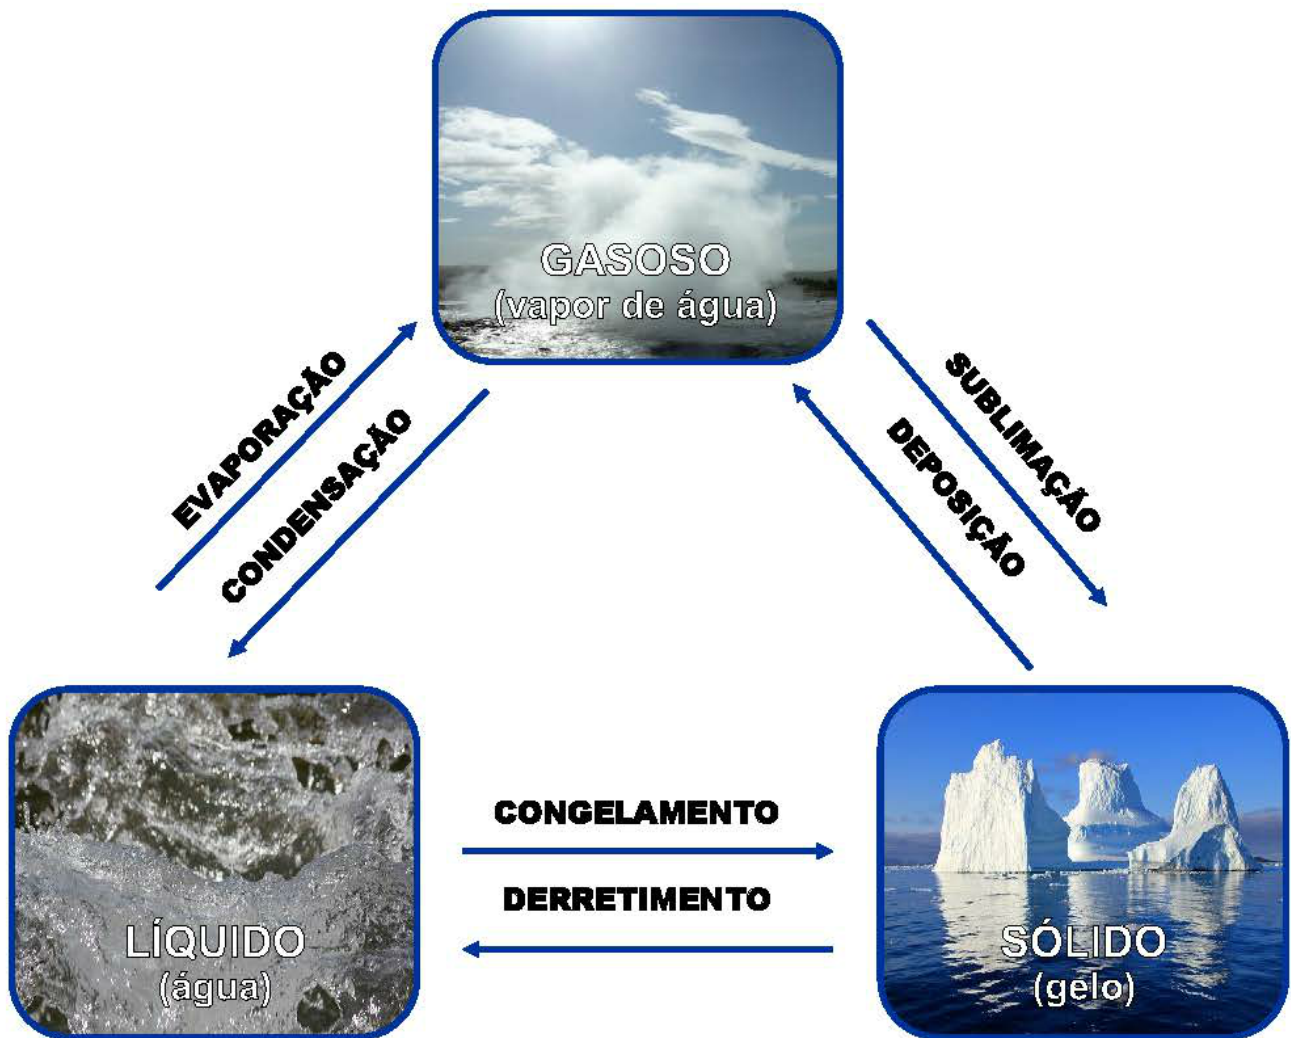 GASOSO
(vapor de água)
EVAPORAÇÃO
CONDENSAÇÃO
SUBLIMAÇÃO
DEPOSIÇÃO
CONGELAMENTO
DERRETIMENTO
LÍQUIDO
(água)
SÓLIDO
(gelo)